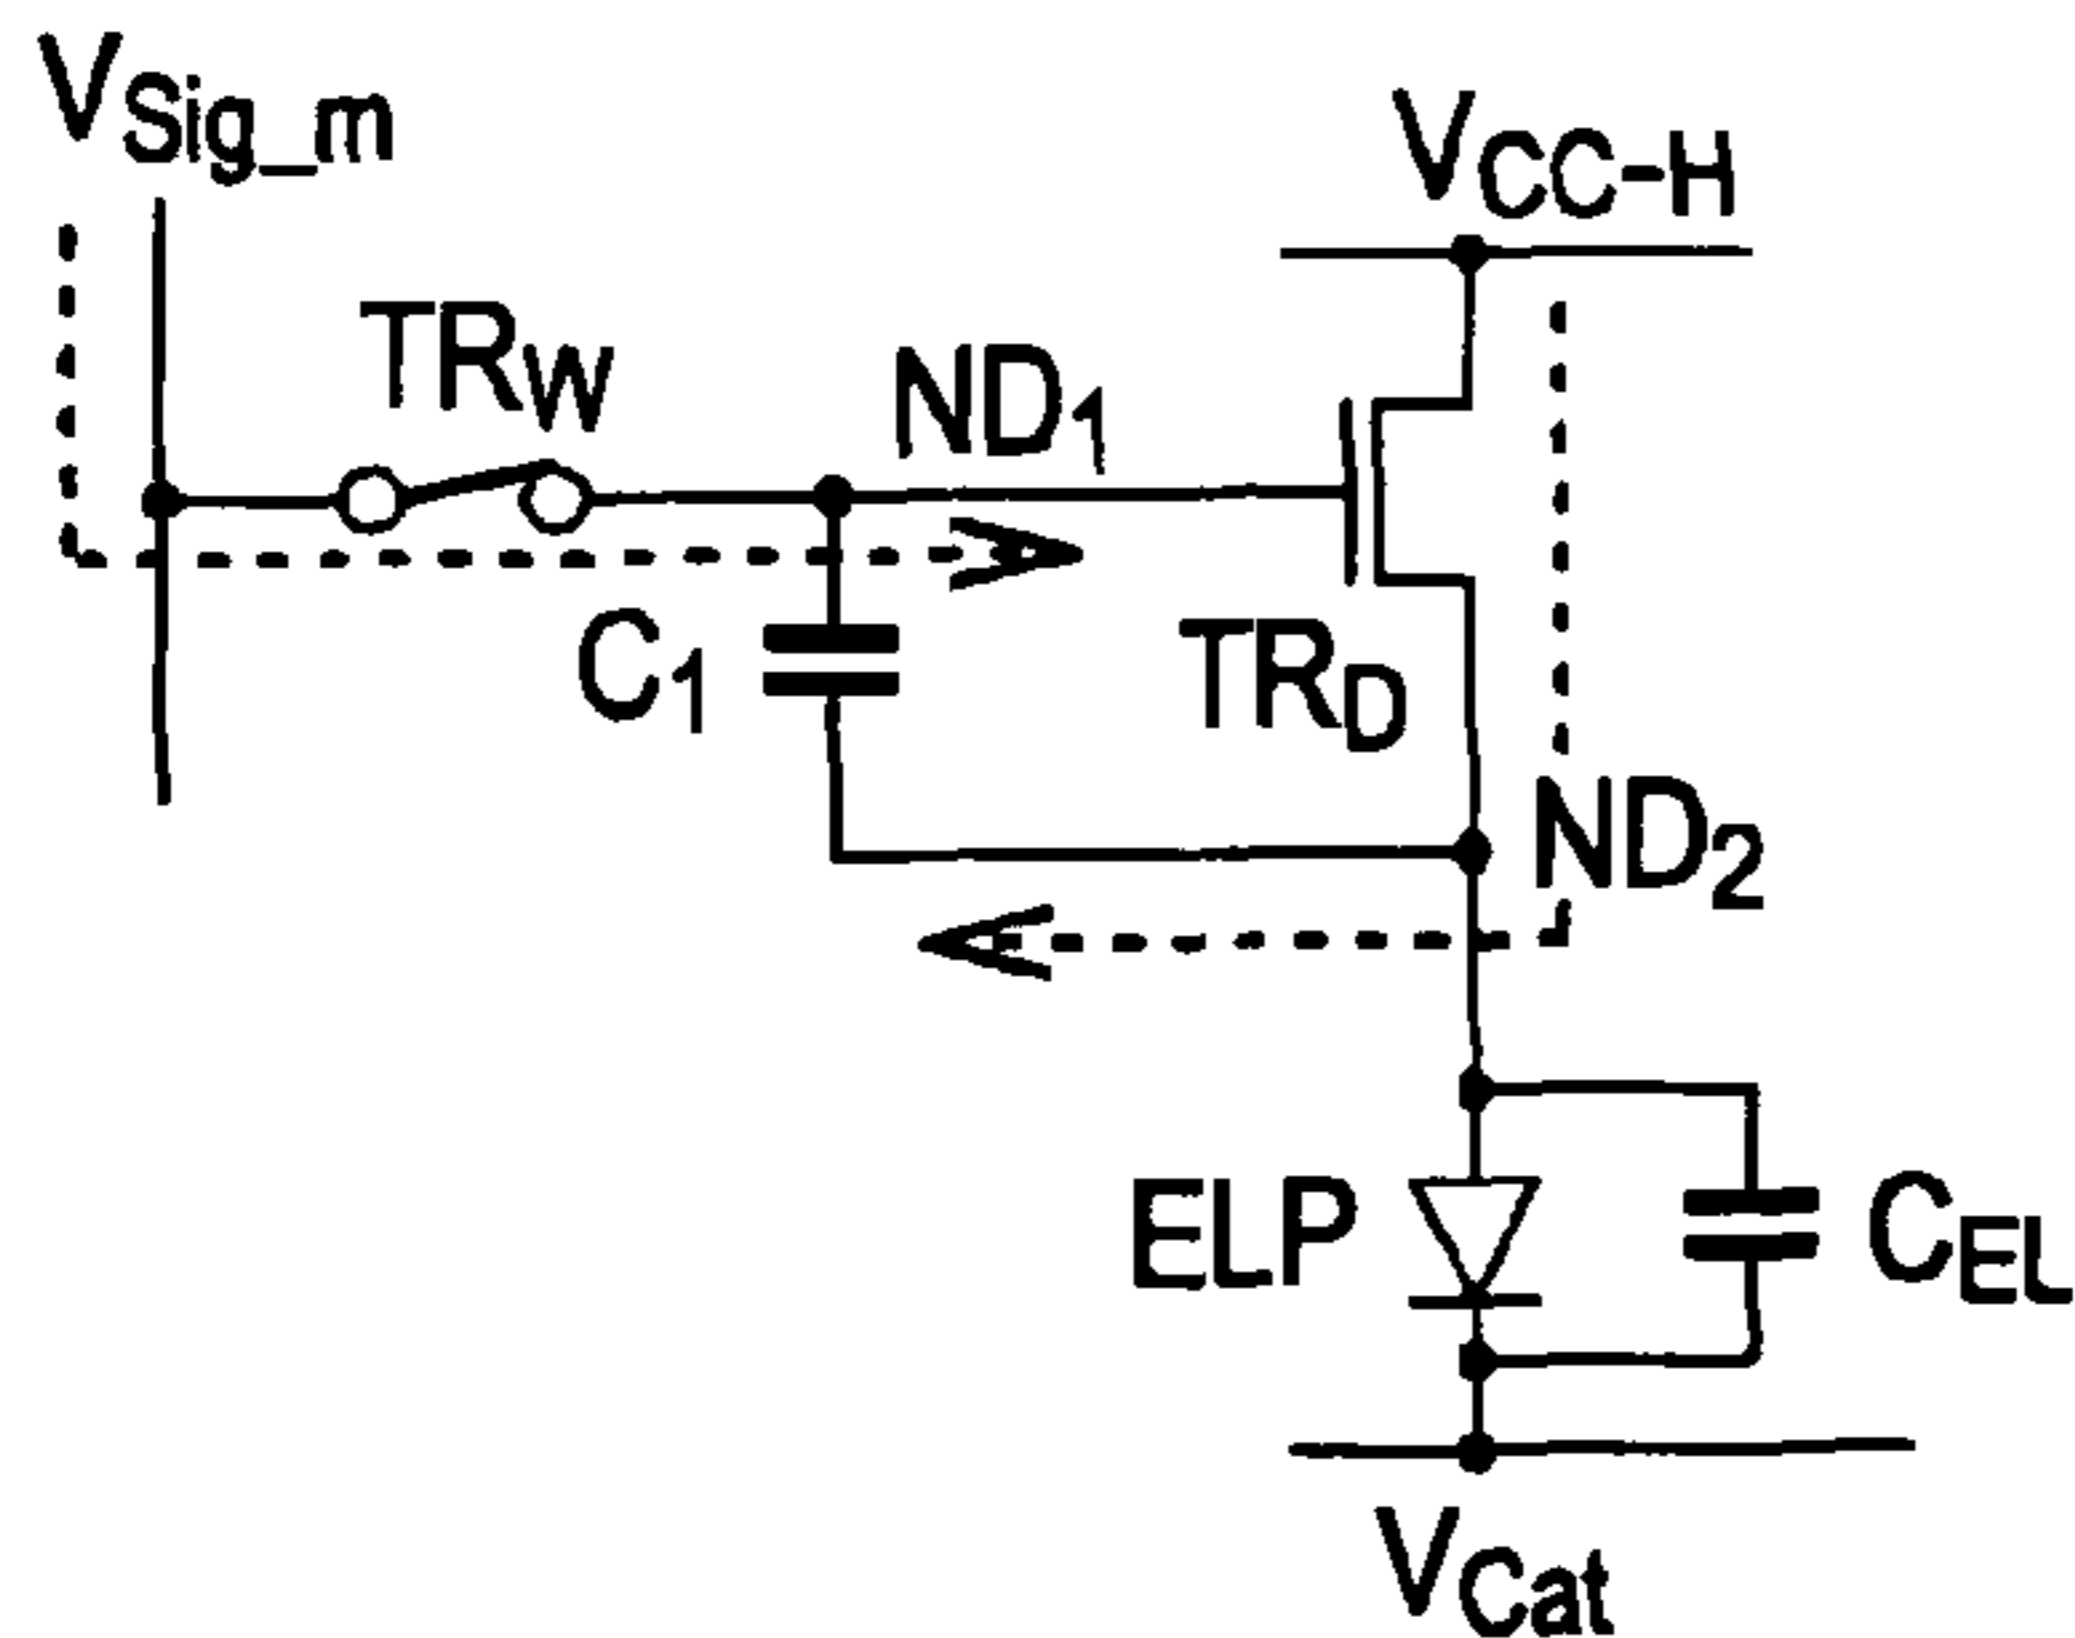 VSig_m
VCC-H
TRW
ND1
C1
TRD
ND2
ELP
CEL
VCat